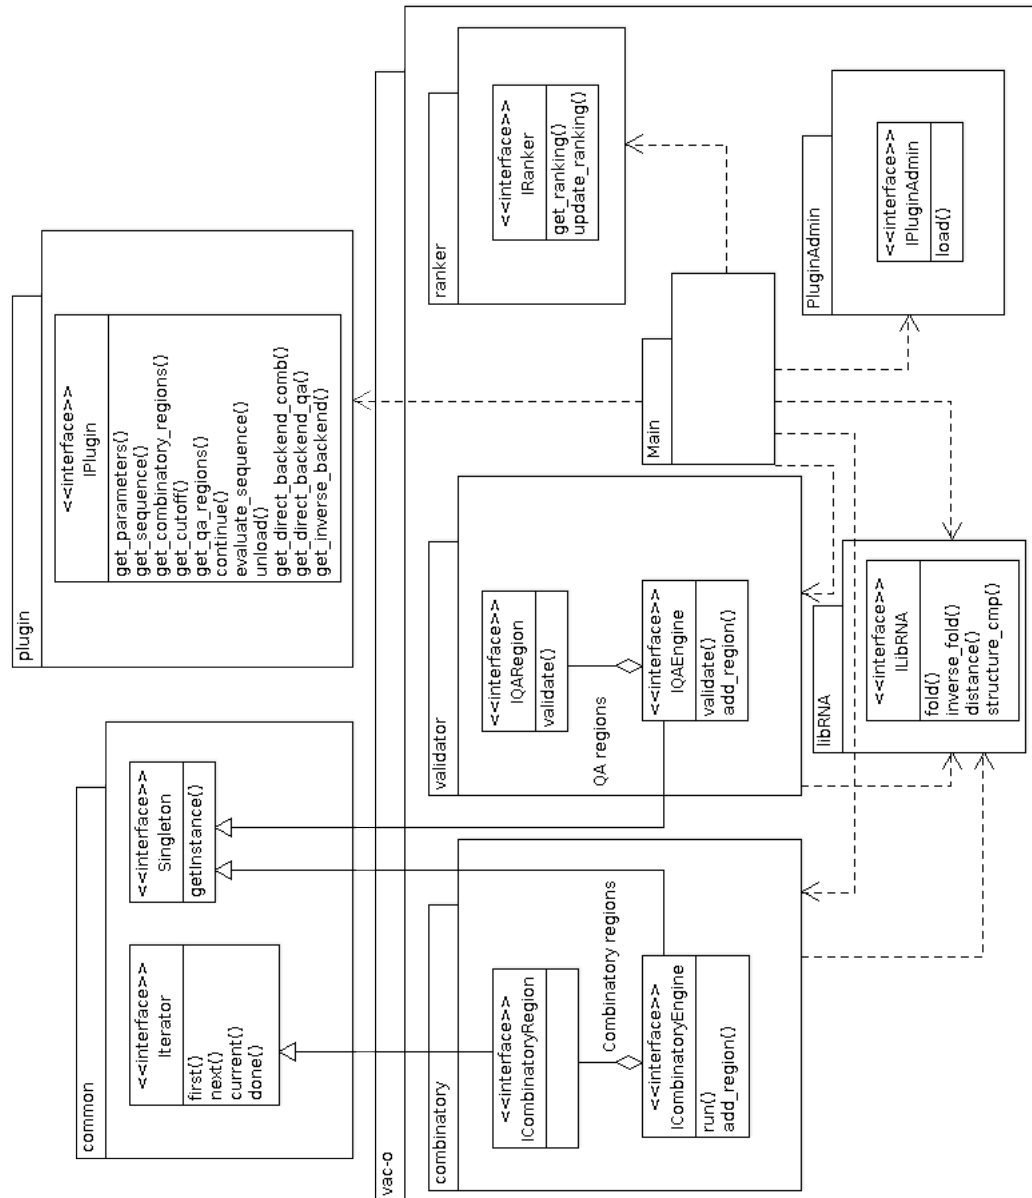 common
<<interface>>
Iterator
first()
next()
current()
done()
<<interface>>
Singleton
getInstance()
plugin
<<interface>>
IPlugin
get_parameters()
get_sequence()
get_combinatory_regions()
get_cutoff()
get_qa_regions()
continue()
evaluate_sequence()
unload()
get_direct_backend_comb()
get_direct_backend_qa()
get_inverse_backend()
vac-o
combinatory
<<interface>>
ICombinatoryRegion
Combinatory regions
<<interface>>
ICombinatoryEngine
run()
add_region()
validator
<<interface>>
IQARegion
validate()
QA regions
<<interface>>
IQAEngine
validate()
add_region()
ranker
<<interface>>
IRanker
get_ranking()
update_ranking()
Main
libRNA
<<interface>>
ILibRNA
fold()
inverse_fold()
distance()
structure_cmp()
PluginAdmin
<<interface>>
IPluginAdmin
load()